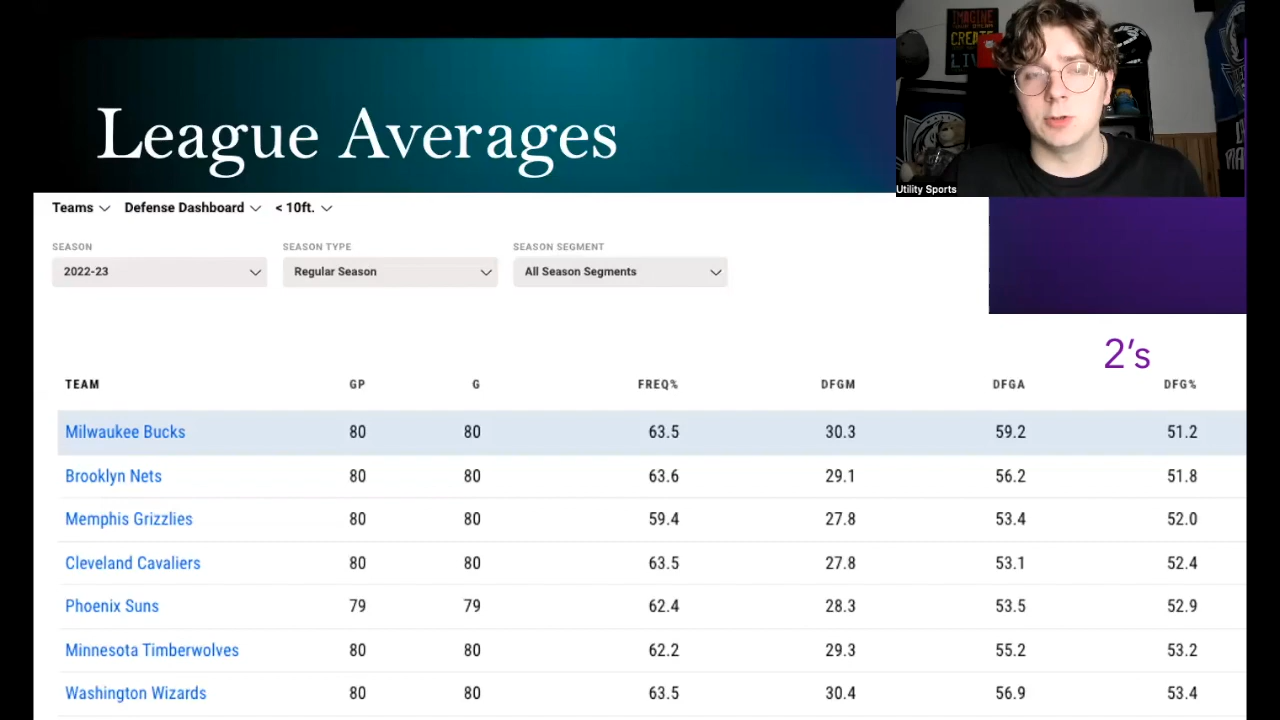 IMAGINE
CREATE
LIV
Utility Sports
League Averages
Teams Defense Dashboard < 10ft.
SEASON SEASON TYPE SEASON SEGMENT
2022-23 Regular Season All Season Segments
2's
TEAM GP G FREQ% DFGM DFGA DFG%
Milwaukee Bucks 80 80 63.5 30.3 59.2 51.2
Brooklyn Nets 80 80 63.6 29.1 56.2 51.8
Memphis Grizzlies 80 80 59.4 27.8 53.4 52.0
Cleveland Cavaliers 80 80 63.5 27.8 53.1 52.4
Phoenix Suns 79 79 62.4 28.3 53.5 52.9
Minnesota Timberwolves 80 80 62.2 29.3 55.2 53.2
Washington Wizards 80 80 63.5 30.4 56.9 53.4